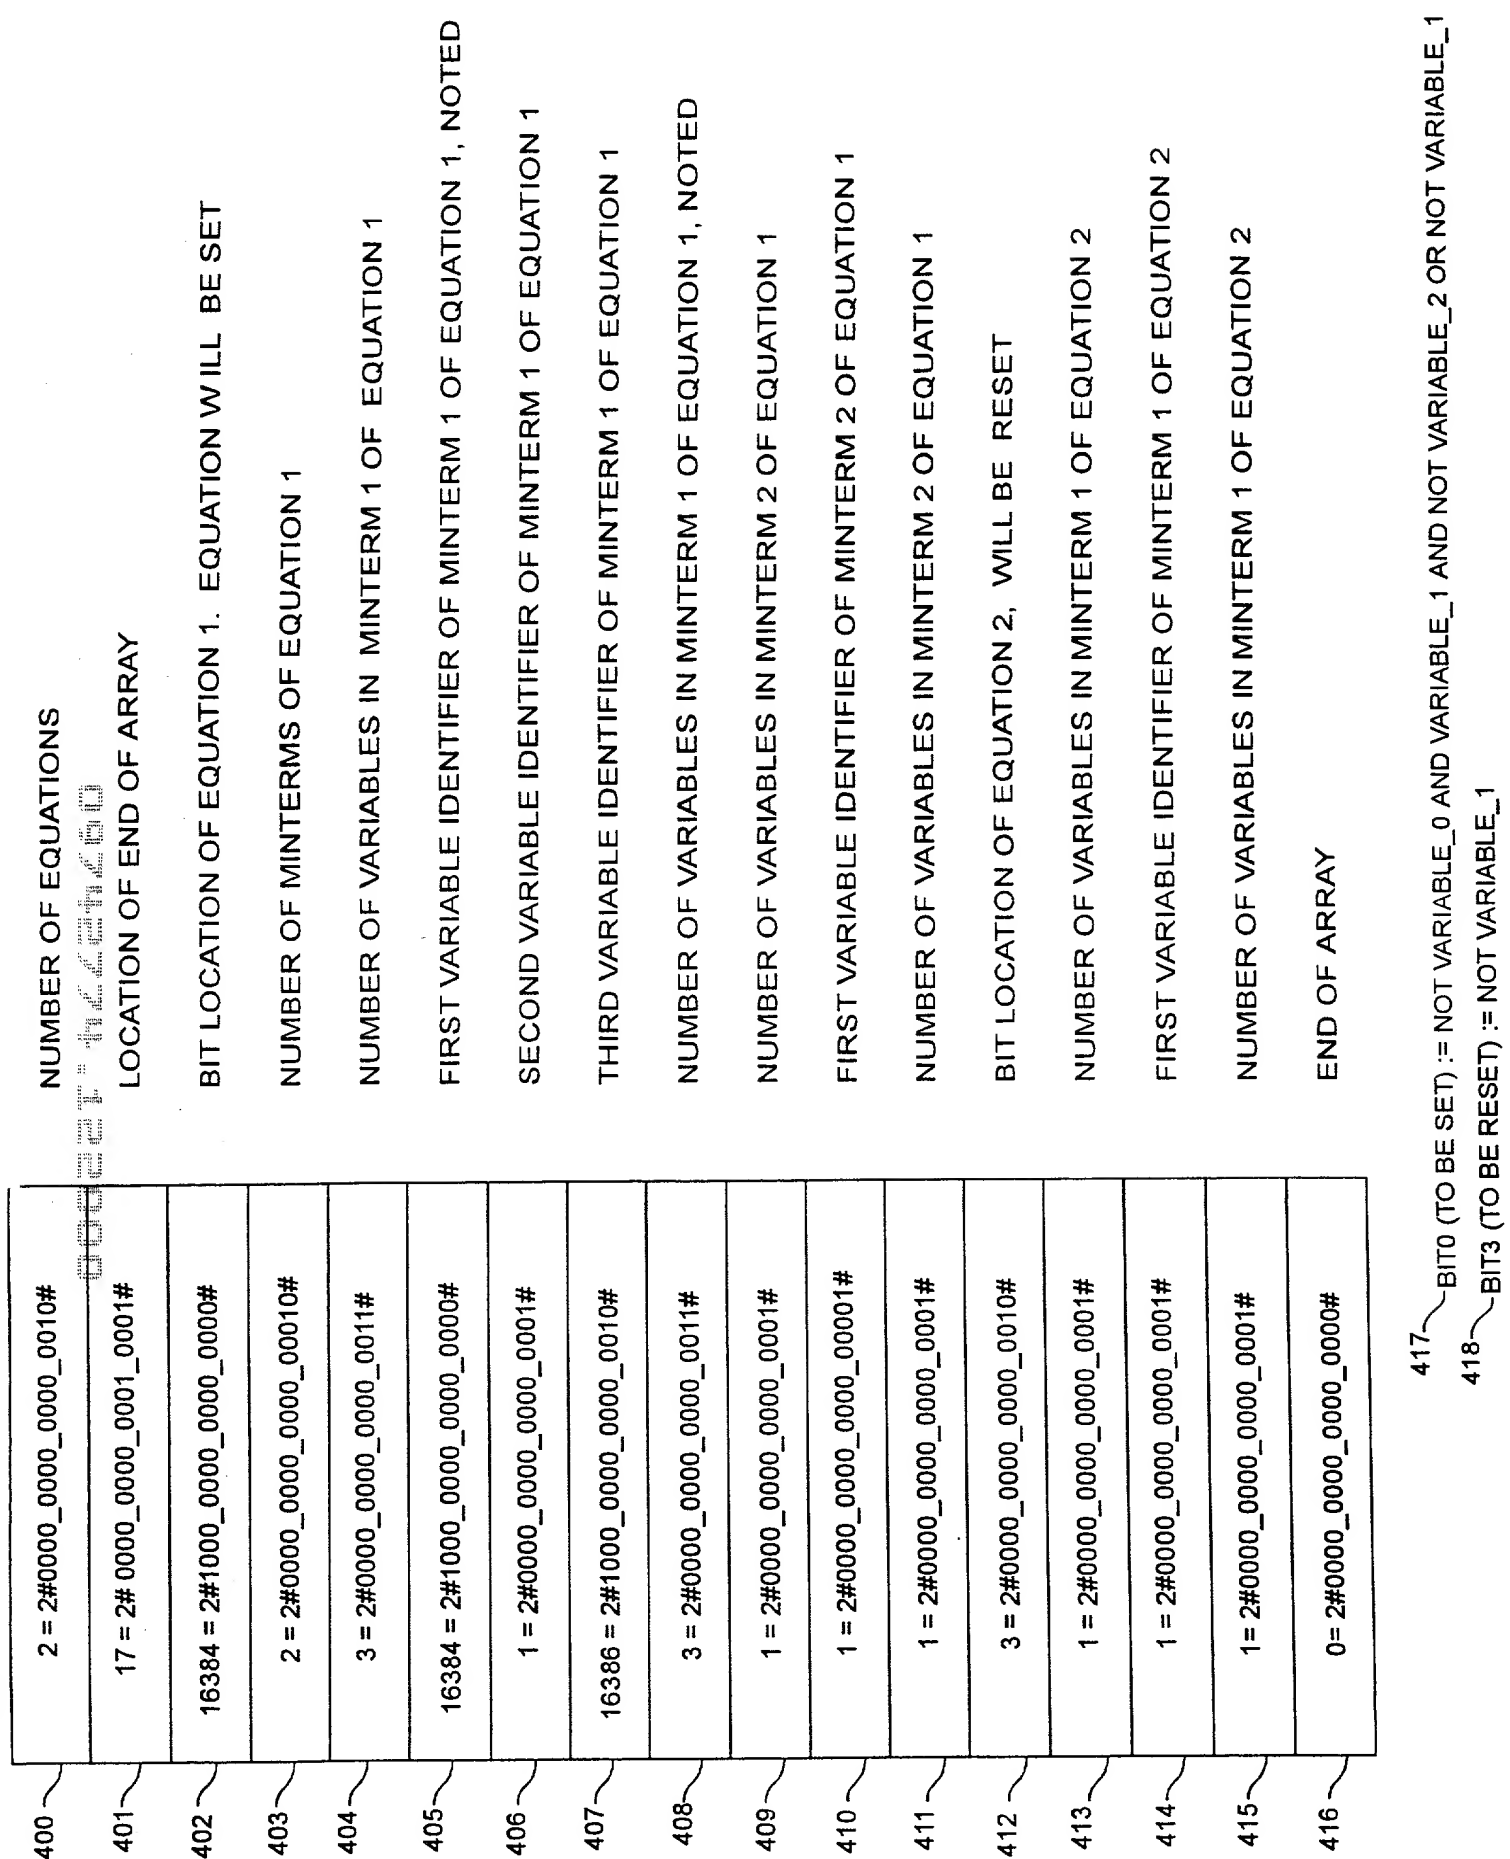 400 2 = 2#0000_0000_0000_0010# NUMBER OF EQUATIONS
401 17 = 2# 0000_0000_0001_0001# LOCATION OF END OF ARRAY
402 16384 = 2#1000_0000_0000_0000# BIT LOCATION OF EQUATION 1. EQUATION WILL BE SET
403 2 = 2#0000_0000_0000_00010# NUMBER OF MINTERMS OF EQUATION 1
404 3 = 2#0000_0000_0000_0011# NUMBER OF VARIABLES IN MINTERM 1 OF EQUATION 1
405 16384 = 2#1000_0000_0000_0000# FIRST VARIABLE IDENTIFIER OF MINTERM 1 OF EQUATION 1, NOTED
406 1 = 2#0000_0000_0000_0001# SECOND VARIABLE IDENTIFIER OF MINTERM 1 OF EQUATION 1
407 16386 = 2#1000_0000_0000_0010# THIRD VARIABLE IDENTIFIER OF MINTERM 1 OF EQUATION 1
408 3 = 2#0000_0000_0000_0011# NUMBER OF VARIABLES IN MINTERM 1 OF EQUATION 1, NOTED
409 1 = 2#0000_0000_0000_0001# NUMBER OF VARIABLES IN MINTERM 2 OF EQUATION 1
410 1 = 2#0000_0000_0000_00001# FIRST VARIABLE IDENTIFIER OF MINTERM 2 OF EQUATION 1
411 1 = 2#0000_0000_0000_0001# NUMBER OF VARIABLES IN MINTERM 2 OF EQUATION 1
412 3 = 2#0000_0000_0000_0010# BIT LOCATION OF EQUATION 2, WILL BE RESET
413 1 = 2#0000_0000_0000_0001# NUMBER OF VARIABLES IN MINTERM 1 OF EQUATION 2
414 1 = 2#0000_0000_0000_0001# FIRST VARIABLE IDENTIFIER OF MINTERM 1 OF EQUATION 2
415 1= 2#0000_0000_0000_0001# NUMBER OF VARIABLES IN MINTERM 1 OF EQUATION 2
416 0= 2#0000_0000_0000_0000# END OF ARRAY
417 BIT0 (TO BE SET) := NOT VARIABLE_0 AND VARIABLE_1 AND NOT VARIABLE_2 OR NOT VARIABLE_1
418 BIT3 (TO BE RESET) := NOT VARIABLE_1